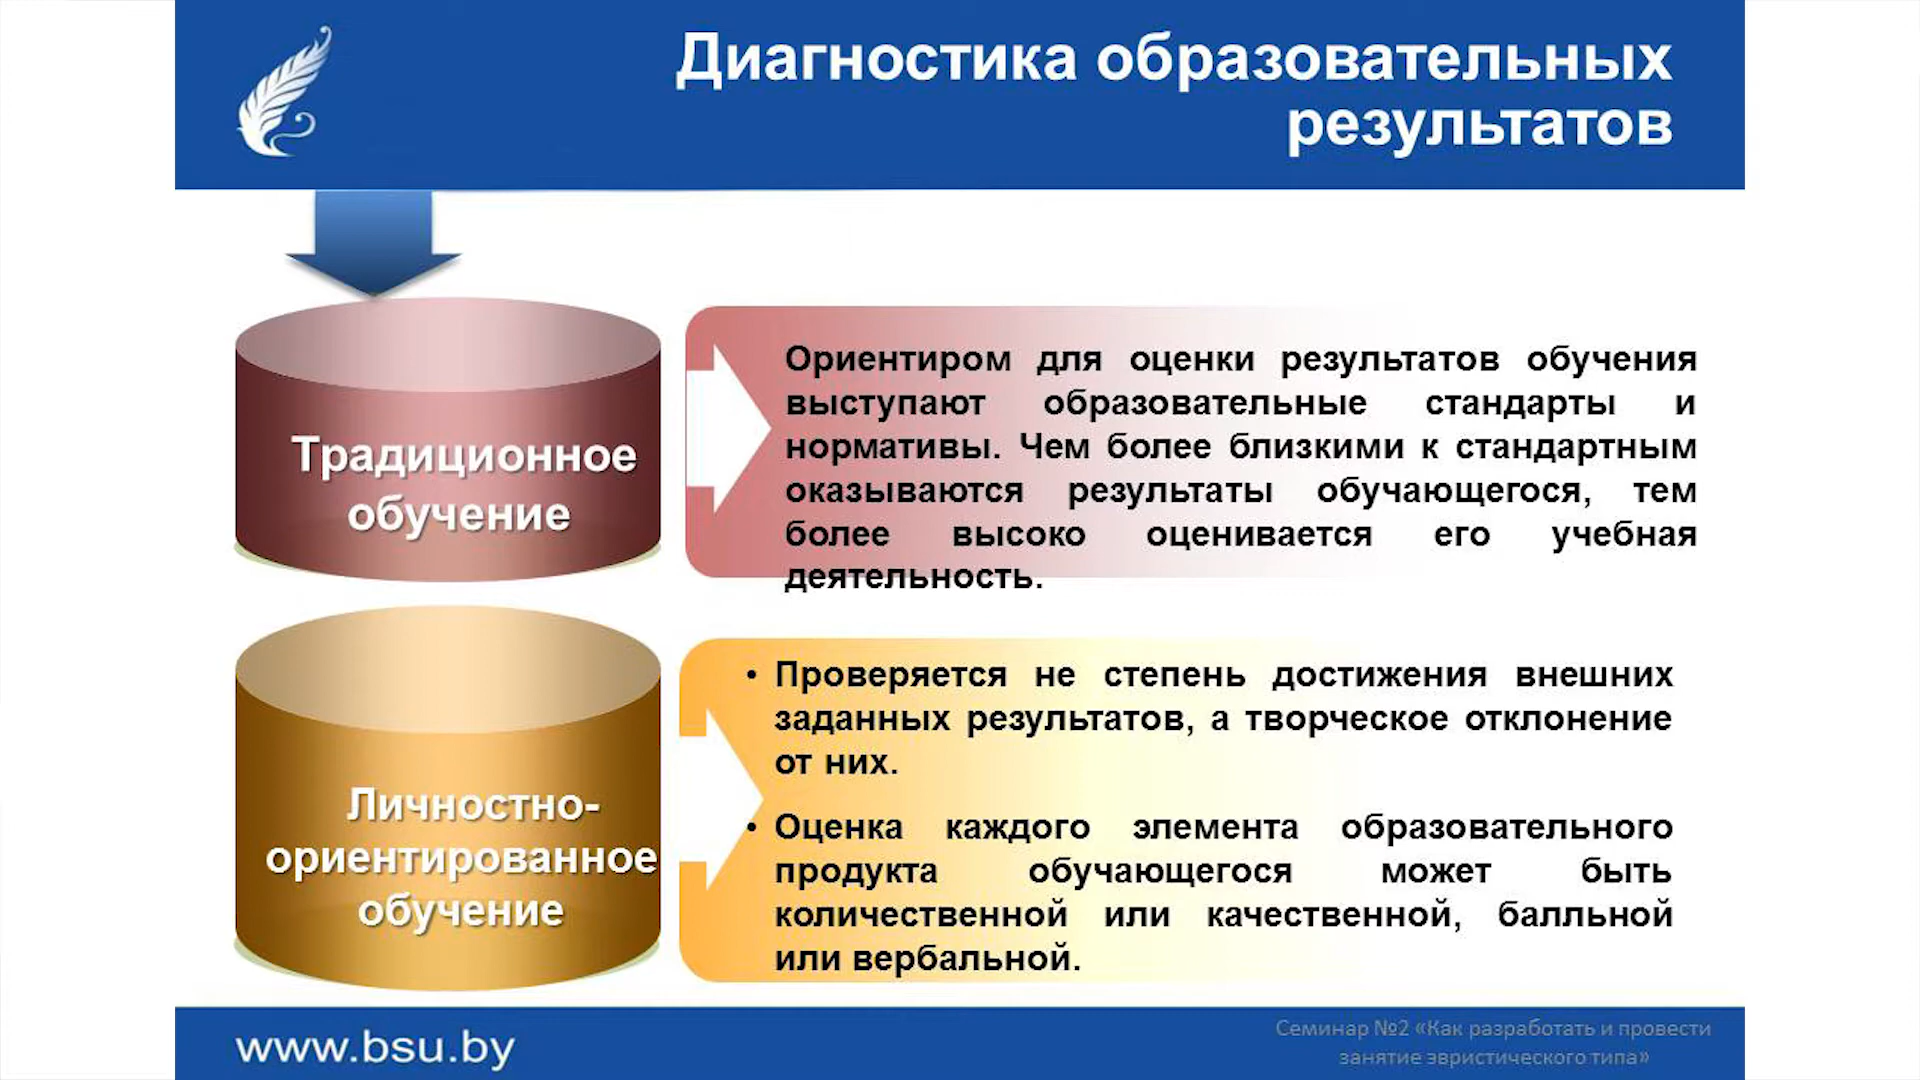 Диагностика образовательных
результатов
Традиционное
обучение
Ориентиром для оценки результатов обучения
выступают образовательные стандарты и
нормативы. Чем более близкими к стандартным
оказываются результаты обучающегося, тем
более высоко оценивается его учебная
деятельность.
Личностно-
ориентированное
обучение
• Проверяется не степень достижения внешних
заданных результатов, а творческое отклонение
от них.
• Оценка каждого элемента образовательного
продукта обучающегося может быть
количественной или качественной, балльной
или вербальной.
www.bsu.by
Семинар №2 «Как разработать и провести
занятие эвристического типа»